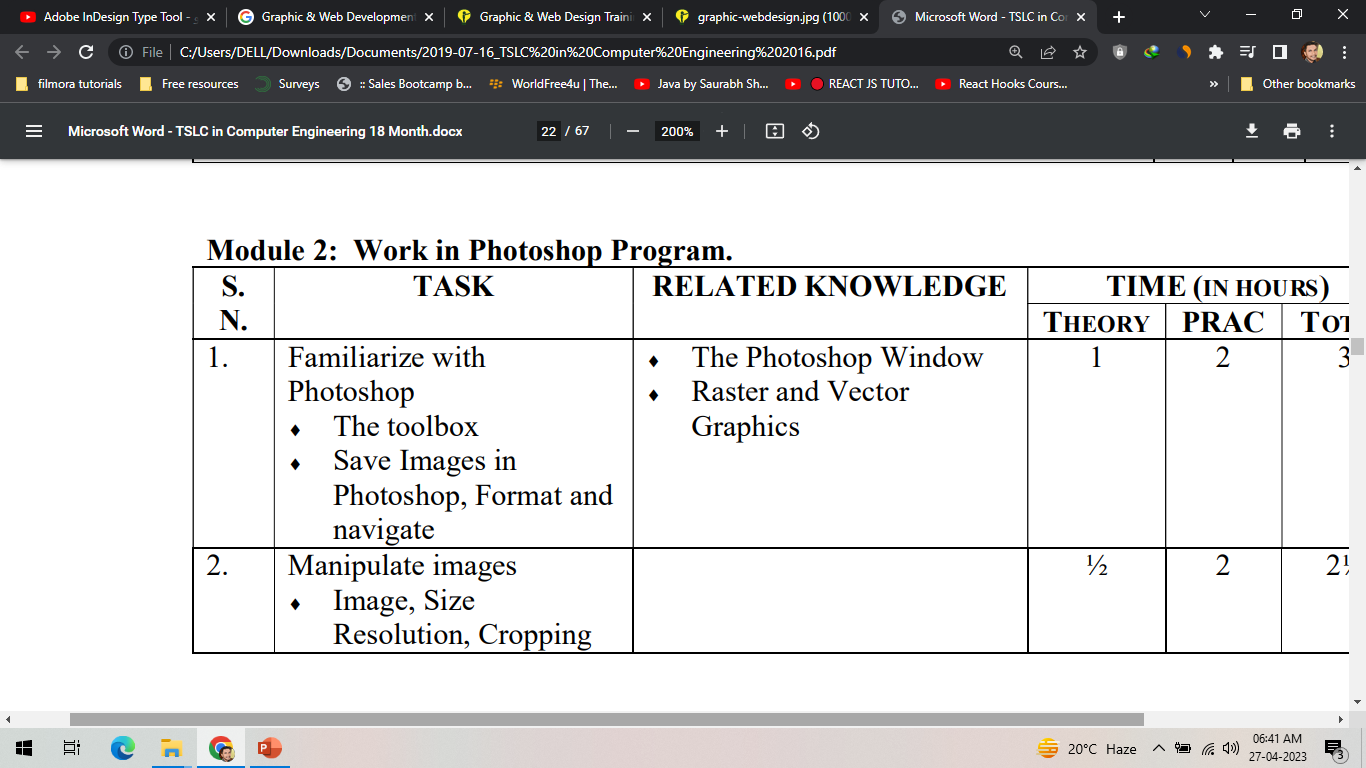 Adobe InDesign Type Tool -
Graphic & Web Development
Graphic & Web Design Traini
graphic-webdesign.jpg (1000
Microsoft Word - TSLC in Co
File
C:/Users/DELL/Downloads/Documents/2019-07-16_TSLC%20in%20Computer%20Engineering%202016.pdf
filmora tutorials
Free resources
Surveys
:: Sales Bootcamp b...
WorldFree4u | The...
Java by Saurabh Sh...
REACT JS TUTO...
React Hooks Cours...
»
Other bookmarks
Microsoft Word - TSLC in Computer Engineering 18 Month.docx
22 / 67
200%
Module 2: Work in Photoshop Program.
S. N.
TASK
RELATED KNOWLEDGE
TIME (IN HOURS)
THEORY
PRAC
TOT
1.
Familiarize with
Photoshop
♦ The toolbox
♦ Save Images in
Photoshop, Format and
navigate
♦ The Photoshop Window
♦ Raster and Vector
Graphics
1
2
3
2.
Manipulate images
♦ Image, Size
Resolution, Cropping
½
2
2½
20°C Haze
06:41 AM
27-04-2023
3